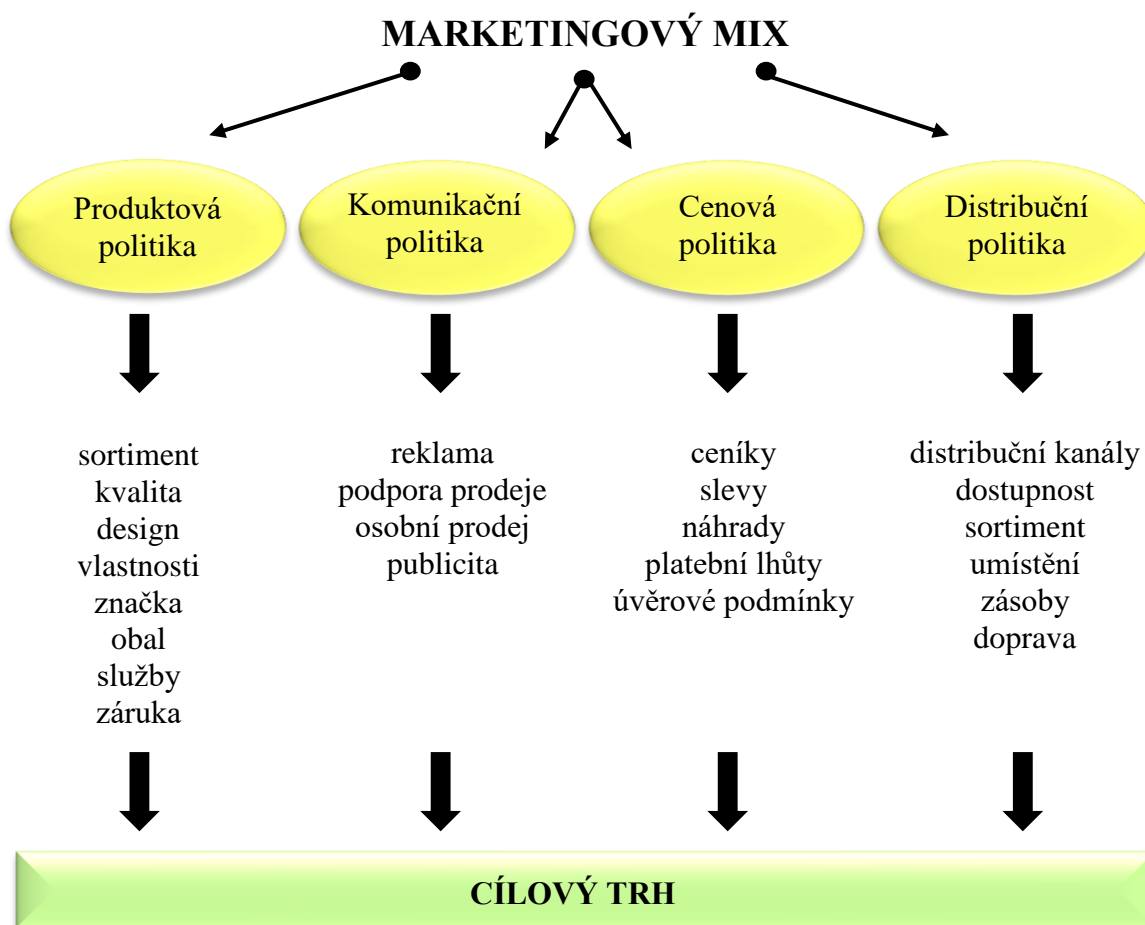 MARKETINGOVÝ MIX
Produktová
politika
Komunikační
politika
Cenová
politika
Distribuční
politika
sortiment
kvalita
design
vlastnosti
značka
obal
služby
záruka
reklama
podpora prodeje
osobní prodej
publicita
ceníky
slevy
náhrady
platební lhůty
úvěrové podmínky
distribuční kanály
dostupnost
sortiment
umístění
zásoby
doprava
CÍLOVÝ TRH